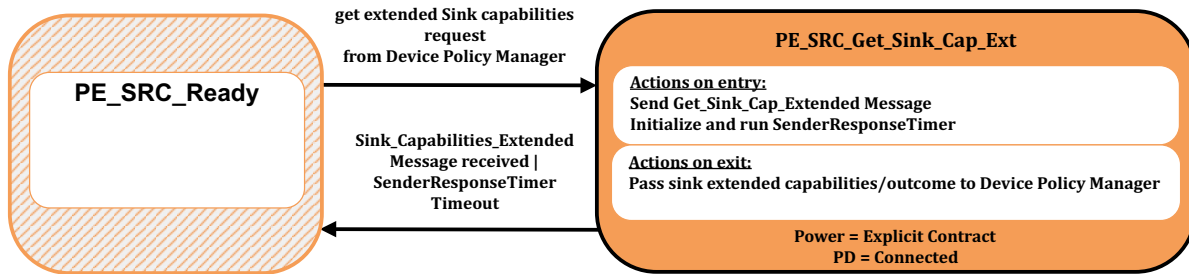 PE_SRC_Ready
get extended Sink capabilities
request
from Device Policy Manager
Sink_Capabilities_Extended
Message received |
SenderResponseTimer
Timeout
PE_SRC_Get_Sink_Cap_Ext
Actions on entry:
Send Get_Sink_Cap_Extended Message
Initialize and run SenderResponseTimer
Actions on exit:
Pass sink extended capabilities/outcome to Device Policy Manager
Power = Explicit Contract
PD = Connected